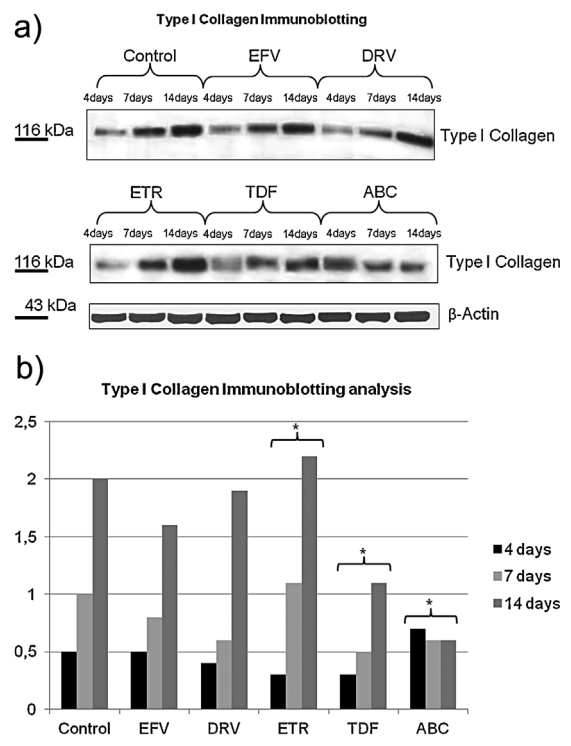 a)
Type I Collagen Immunoblotting
Control EFV DRV
4days 7days 14days 4days 7days 14days 4days 7days 14days
116 kDa Type I Collagen
ETR TDF ABC
4days 7days 14days 4days 7days 14days 4days 7days 14days
116 kDa Type I Collagen
43 kDa β-Actin
b)
Type I Collagen Immunoblotting analysis
2,5
2
1,5
1
0,5
0
* * *
4 days
7 days
14 days
Control EFV DRV ETR TDF ABC